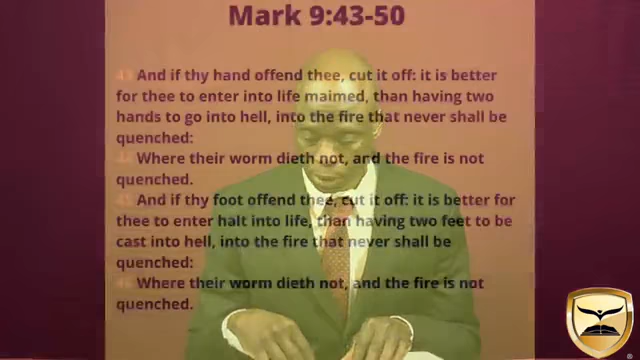 Mark 9:43-50
43 And if thy hand offend thee, cut it off: it is better
for thee to enter into life maimed, than having two
hands to go into hell, into the fire that never shall be
quenched:
44 Where their worm dieth not, and the fire is not
quenched.
45 And if thy foot offend thee, cut it off: it is better for
thee to enter halt into life, than having two feet to be
cast into hell, into the fire that never shall be
quenched:
46 Where their worm dieth not, and the fire is not
quenched.
®